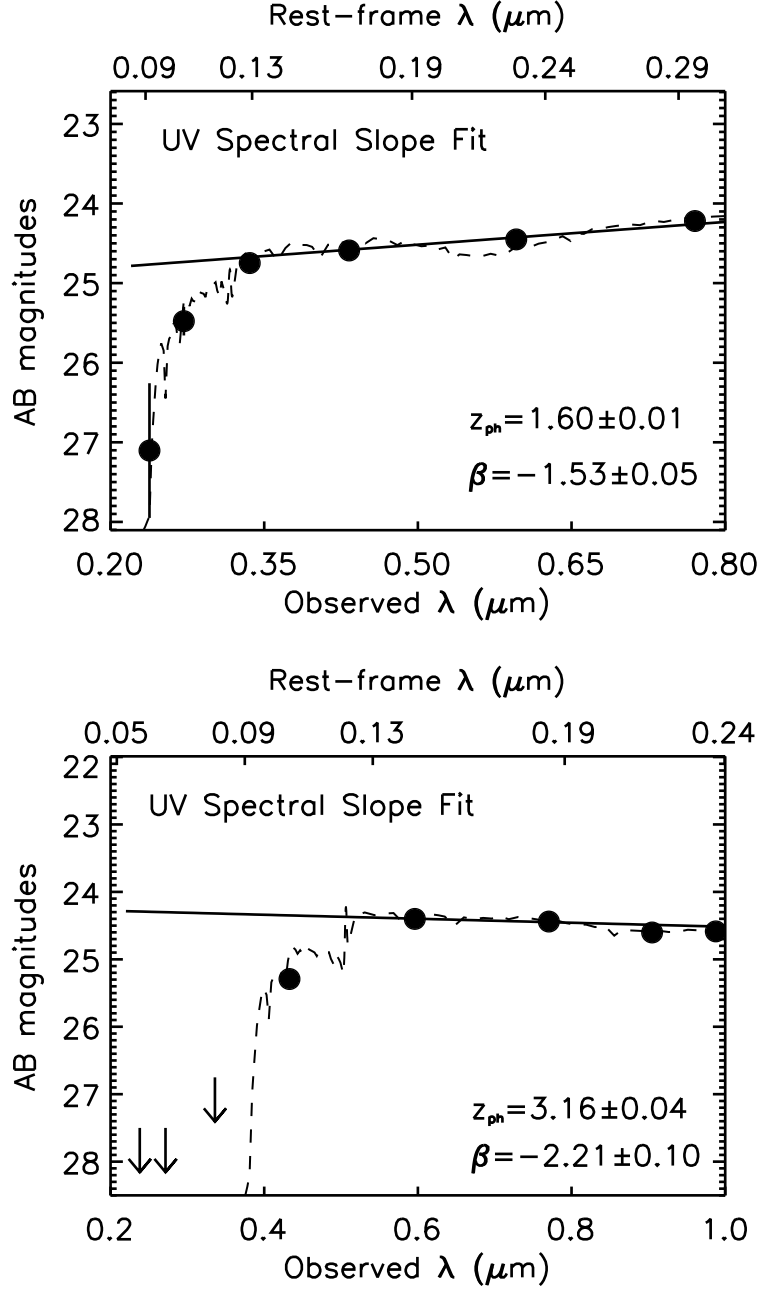 Rest-frame λ (μm)
0.09 0.13 0.19 0.24 0.29
UV Spectral Slope Fit
23
24
25
26
27
28
AB magnitudes
z_ph=1.60±0.01
β=-1.53±0.05
0.20 0.35 0.50 0.65 0.80
Observed λ (μm)
Rest-frame λ (μm)
0.05 0.09 0.13 0.19 0.24
UV Spectral Slope Fit
22
23
24
25
26
27
28
AB magnitudes
z_ph=3.16±0.04
β=-2.21±0.10
0.2 0.4 0.6 0.8 1.0
Observed λ (μm)